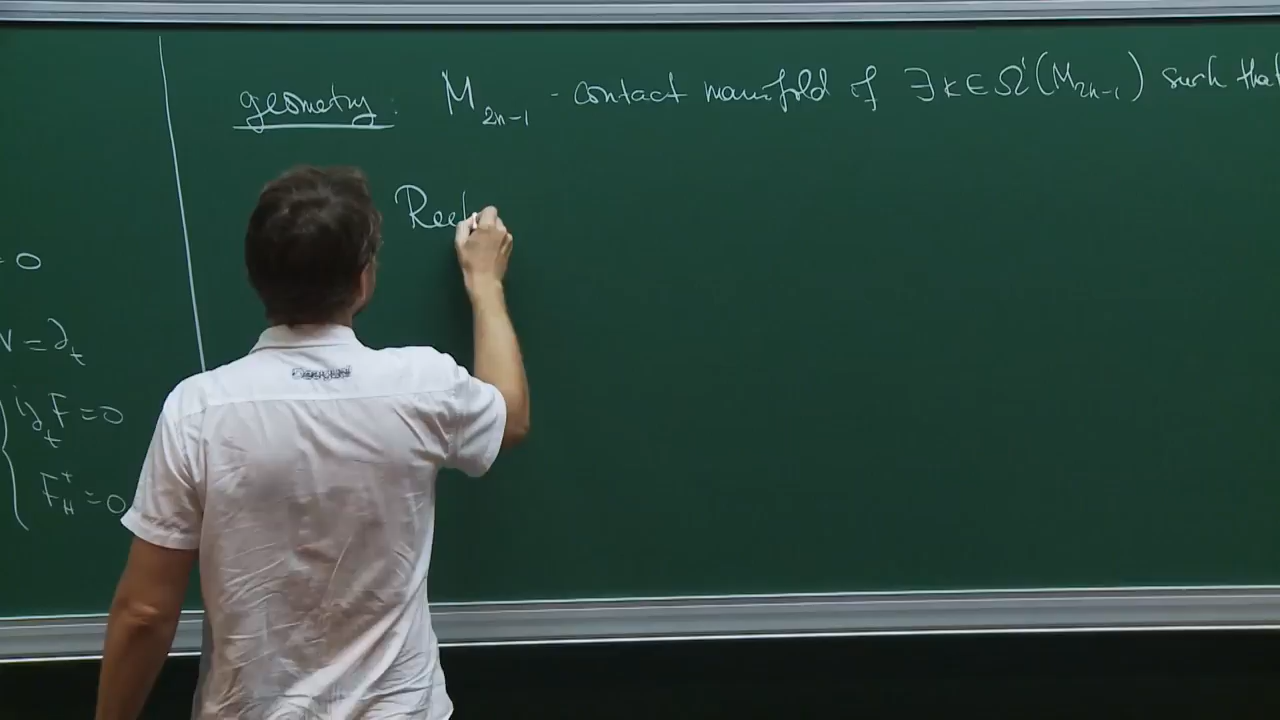 geometry: M_{2n-1} - contact manifold of ∃ κ ∈ Ω¹(M_{2n-1}) such that
Reeb
= 0
v = ∂_t
i_{∂_t} F = 0
F_H^+ = 0